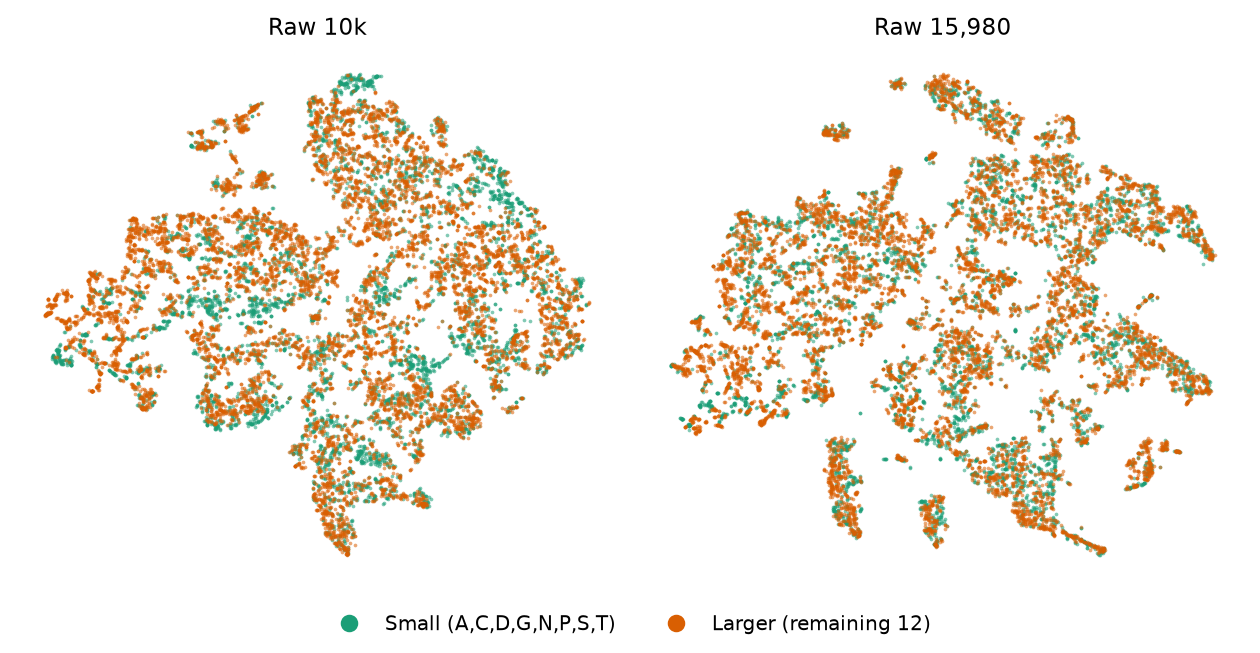 Raw 10k
Raw 15,980
Small (A,C,D,G,N,P,S,T)
Larger (remaining 12)